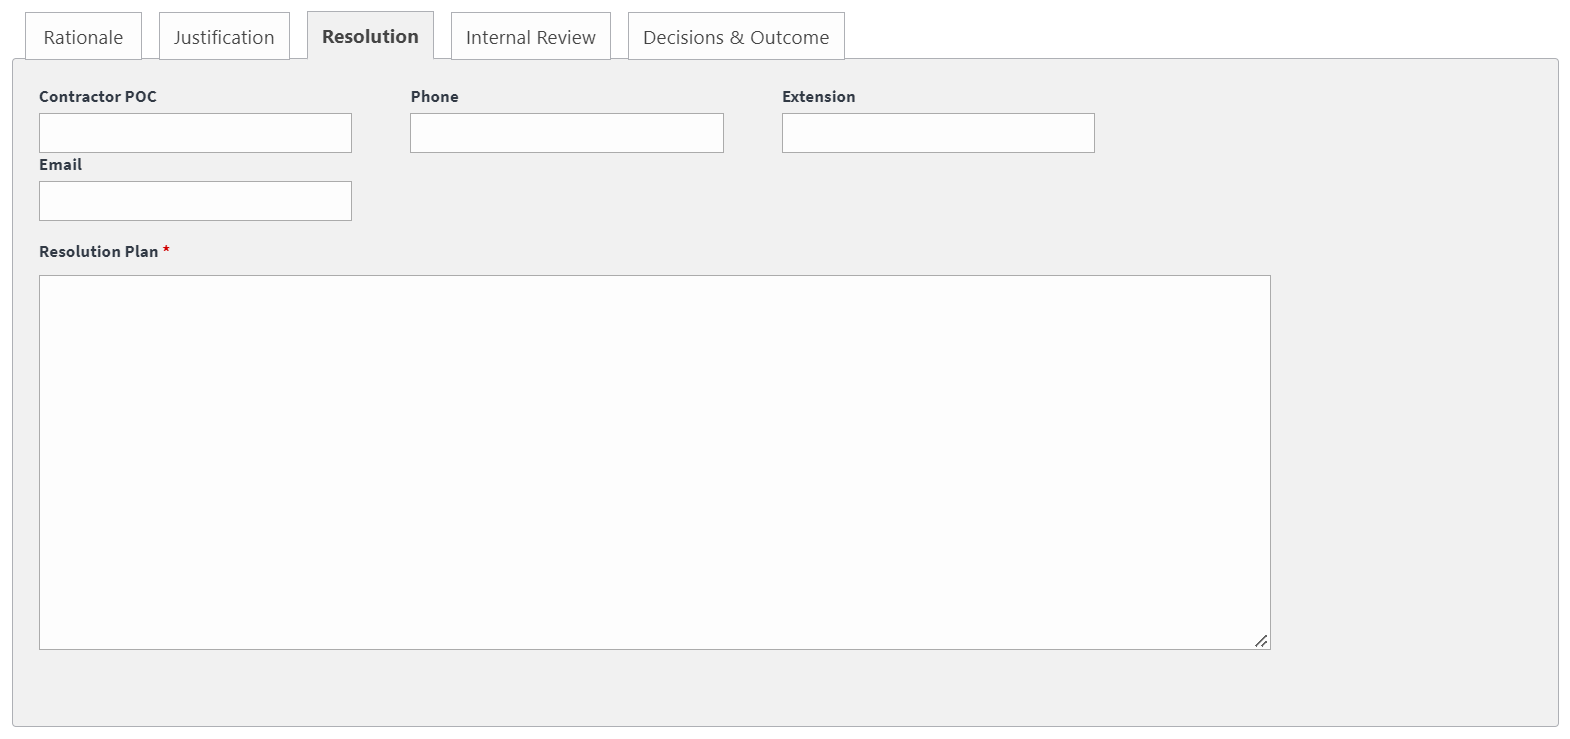 Rationale Justification Resolution Internal Review Decisions & Outcome
Contractor POC Phone Extension
Email
Resolution Plan *